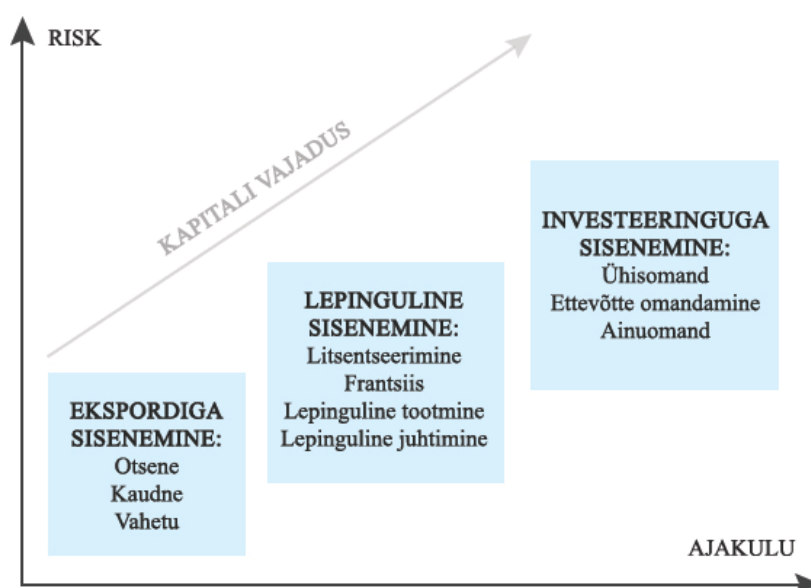 RISK
KAPITALI VAJADUS
INVESTEERINGUGA
SISENEMINE:
Ühisomand
Ettevõtte omandamine
Ainuomand
LEPINGULINE
SISENEMINE:
Litsentseerimine
Frantsiis
Lepinguline tootmine
Lepinguline juhtimine
EKSPORDIGA
SISENEMINE:
Otsene
Kaudne
Vahetu
AJAKULU